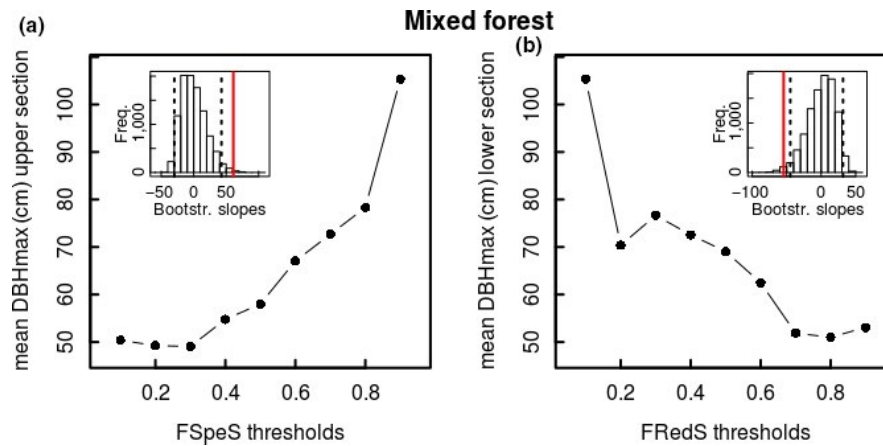 Mixed forest
(a)
mean DBHmax (cm) upper section
100
90
80
70
60
50
0.2 0.4 0.6 0.8
FSpeS thresholds
Freq.
1,000
0
−50 0 50
Bootstr. slopes
(b)
mean DBHmax (cm) lower section
100
90
80
70
60
50
0.2 0.4 0.6 0.8
FRedS thresholds
Freq.
1,000
0
−100 0 50
Bootstr. slopes